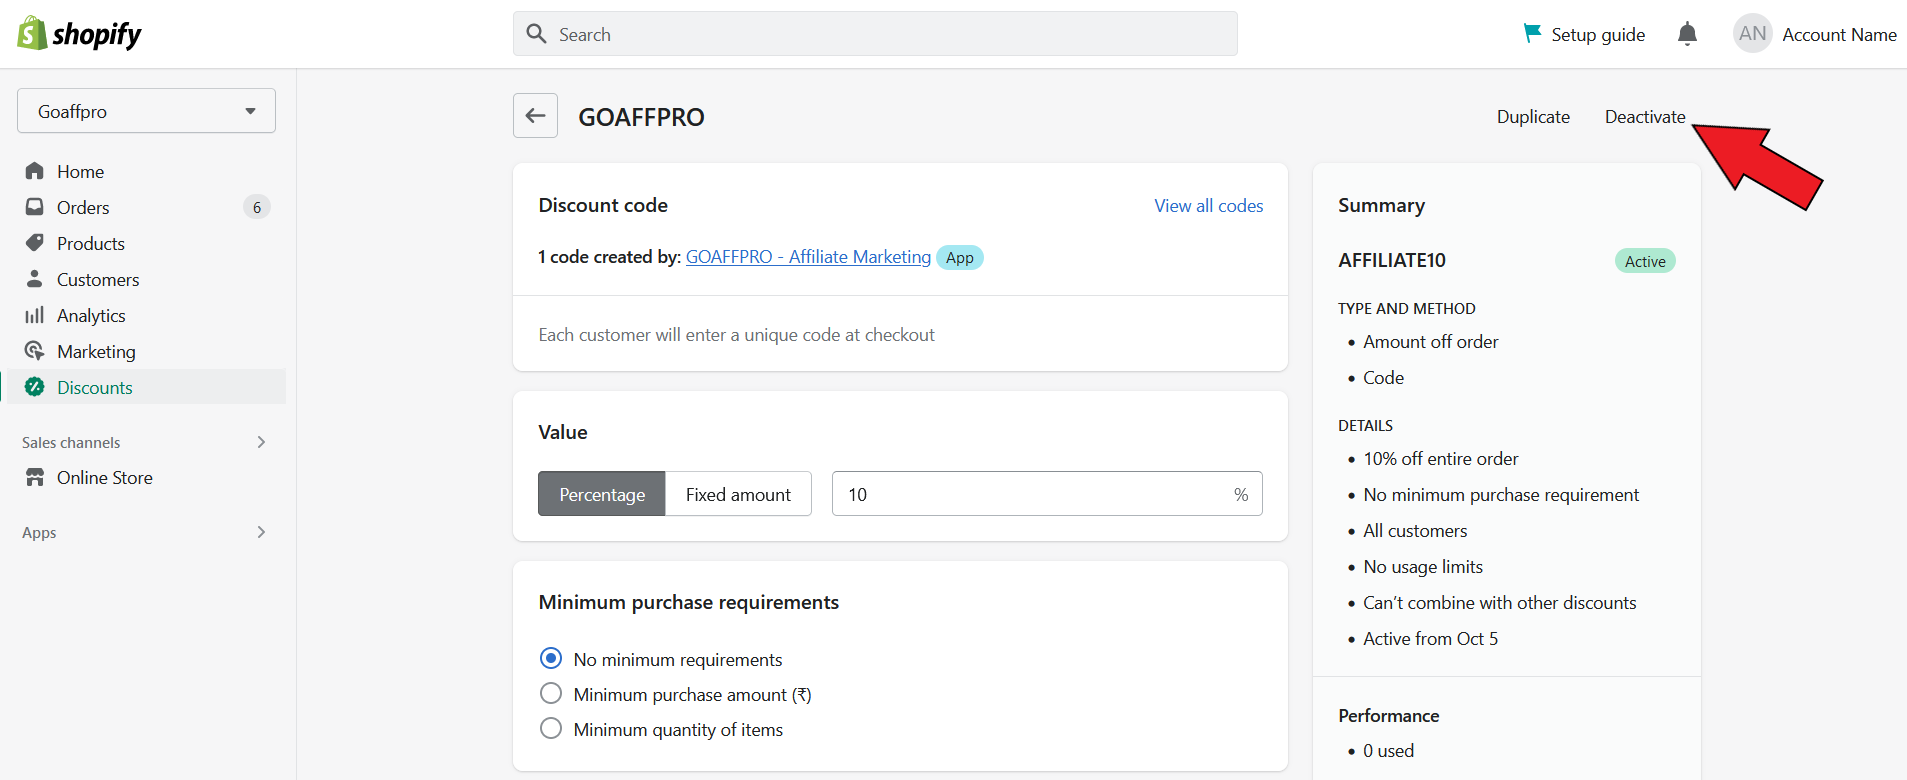 shopify
Search
Setup guide
AN
Account Name
Goaffpro
Home
Orders 6
Products
Customers
Analytics
Marketing
Discounts
Sales channels
Online Store
Apps
GOAFFPRO
Duplicate Deactivate
Discount code View all codes
1 code created by: GOAFFPRO - Affiliate Marketing App
Each customer will enter a unique code at checkout
Value
Percentage Fixed amount 10 %
Minimum purchase requirements
No minimum requirements
Minimum purchase amount (₹)
Minimum quantity of items
Summary
AFFILIATE10 Active
TYPE AND METHOD
• Amount off order
• Code
DETAILS
• 10% off entire order
• No minimum purchase requirement
• All customers
• No usage limits
• Can’t combine with other discounts
• Active from Oct 5
Performance
• 0 used